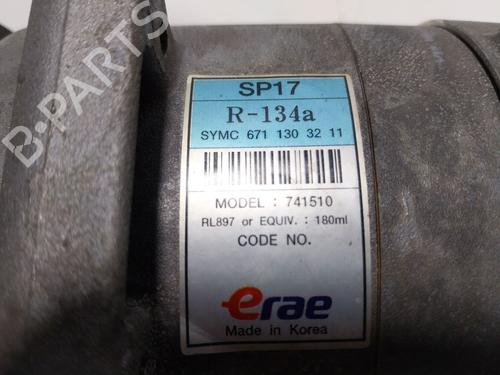 SP17
R-134a
SYMC 671 130 32 11
MODEL : 741510
RL897 or EQUIV. : 180ml
CODE NO.
erae
Made in Korea
B-PARTS